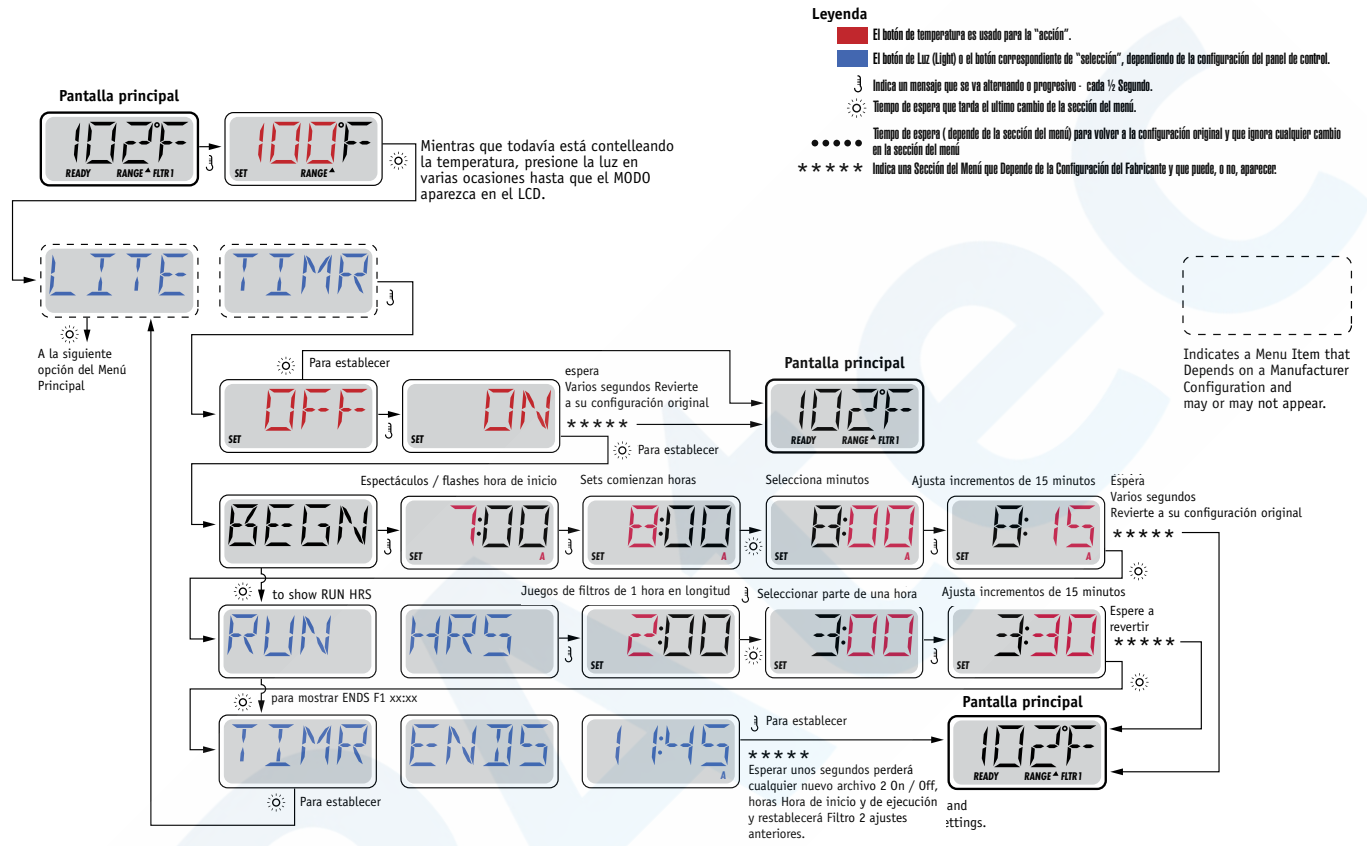 Leyenda
El botón de temperatura es usado para la "acción".
El botón de Luz (Light) o el botón correspondiente de "selección", dependiendo de la configuración del panel de control.
Indica un mensaje que se va alternando o progresivo - cada ½ Segundo.
Tiempo de espera que tarda el ultimo cambio de la sección del menú.
Tiempo de espera ( depende de la sección del menú) para volver a la configuración original y que ignora cualquier cambio
en la sección del menú
***** Indica una Sección del Menú que Depende de la Configuración del Fabricante y que puede, o no, aparecer.
Pantalla principal
102°F
READY RANGE FLTR1
100°F
SET RANGE
Mientras que todavía está contelleando
la temperatura, presione la luz en
varias ocasiones hasta que el MODO
aparezca en el LCD.
LITE
TIMR
A la siguiente
opción del Menú
Principal
Indicates a Menu Item that
Depends on a Manufacturer
Configuration and
may or may not appear.
Para establecer
OFF
SET
ON
SET
espera
Varios segundos Revierte
a su configuración original
*****
Para establecer
Pantalla principal
102°F
READY RANGE FLTR1
Espectáculos / flashes hora de inicio
Sets comienzan horas
Selecciona minutos
Ajusta incrementos de 15 minutos
BEGN
7:00
SET A
8:00
SET A
8:00
SET A
8:15
SET A
Espera
Varios segundos
Revierte a su configuración original
*****
to show RUN HRS
Juegos de filtros de 1 hora en longitud
Seleccionar parte de una hora
Ajusta incrementos de 15 minutos
RUN
HRS
2:00
SET
3:00
SET
3:30
SET
Espere a
revertir
*****
para mostrar ENDS F1 xx:xx
TIMR
ENDS
11:45
A
Para establecer
*****
Esperar unos segundos perderá
cualquier nuevo archivo 2 On / Off,
horas Hora de inicio y de ejecución
y restablecerá Filtro 2 ajustes
anteriores.
Pantalla principal
102°F
READY RANGE FLTR1
and
ettings.
Para establecer